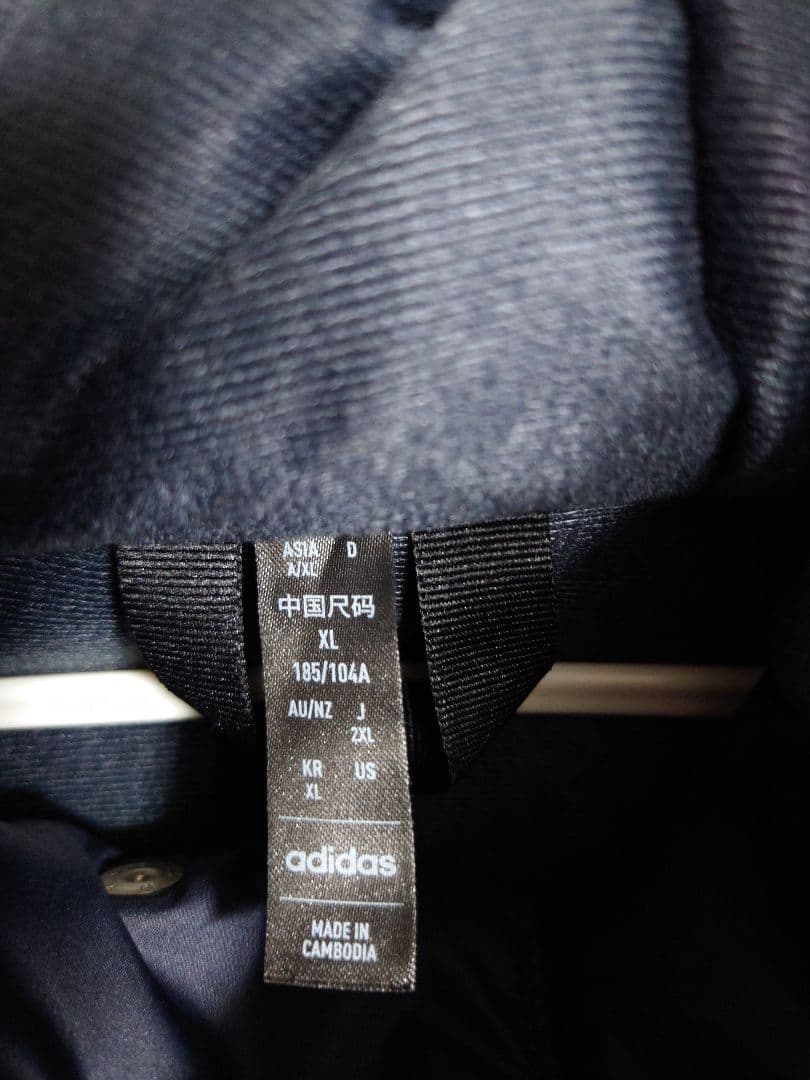 ASIA D
A/XL
中国尺码
XL
185/104A
AU/NZ J
2XL
KR US
XL
adidas
MADE IN
CAMBODIA